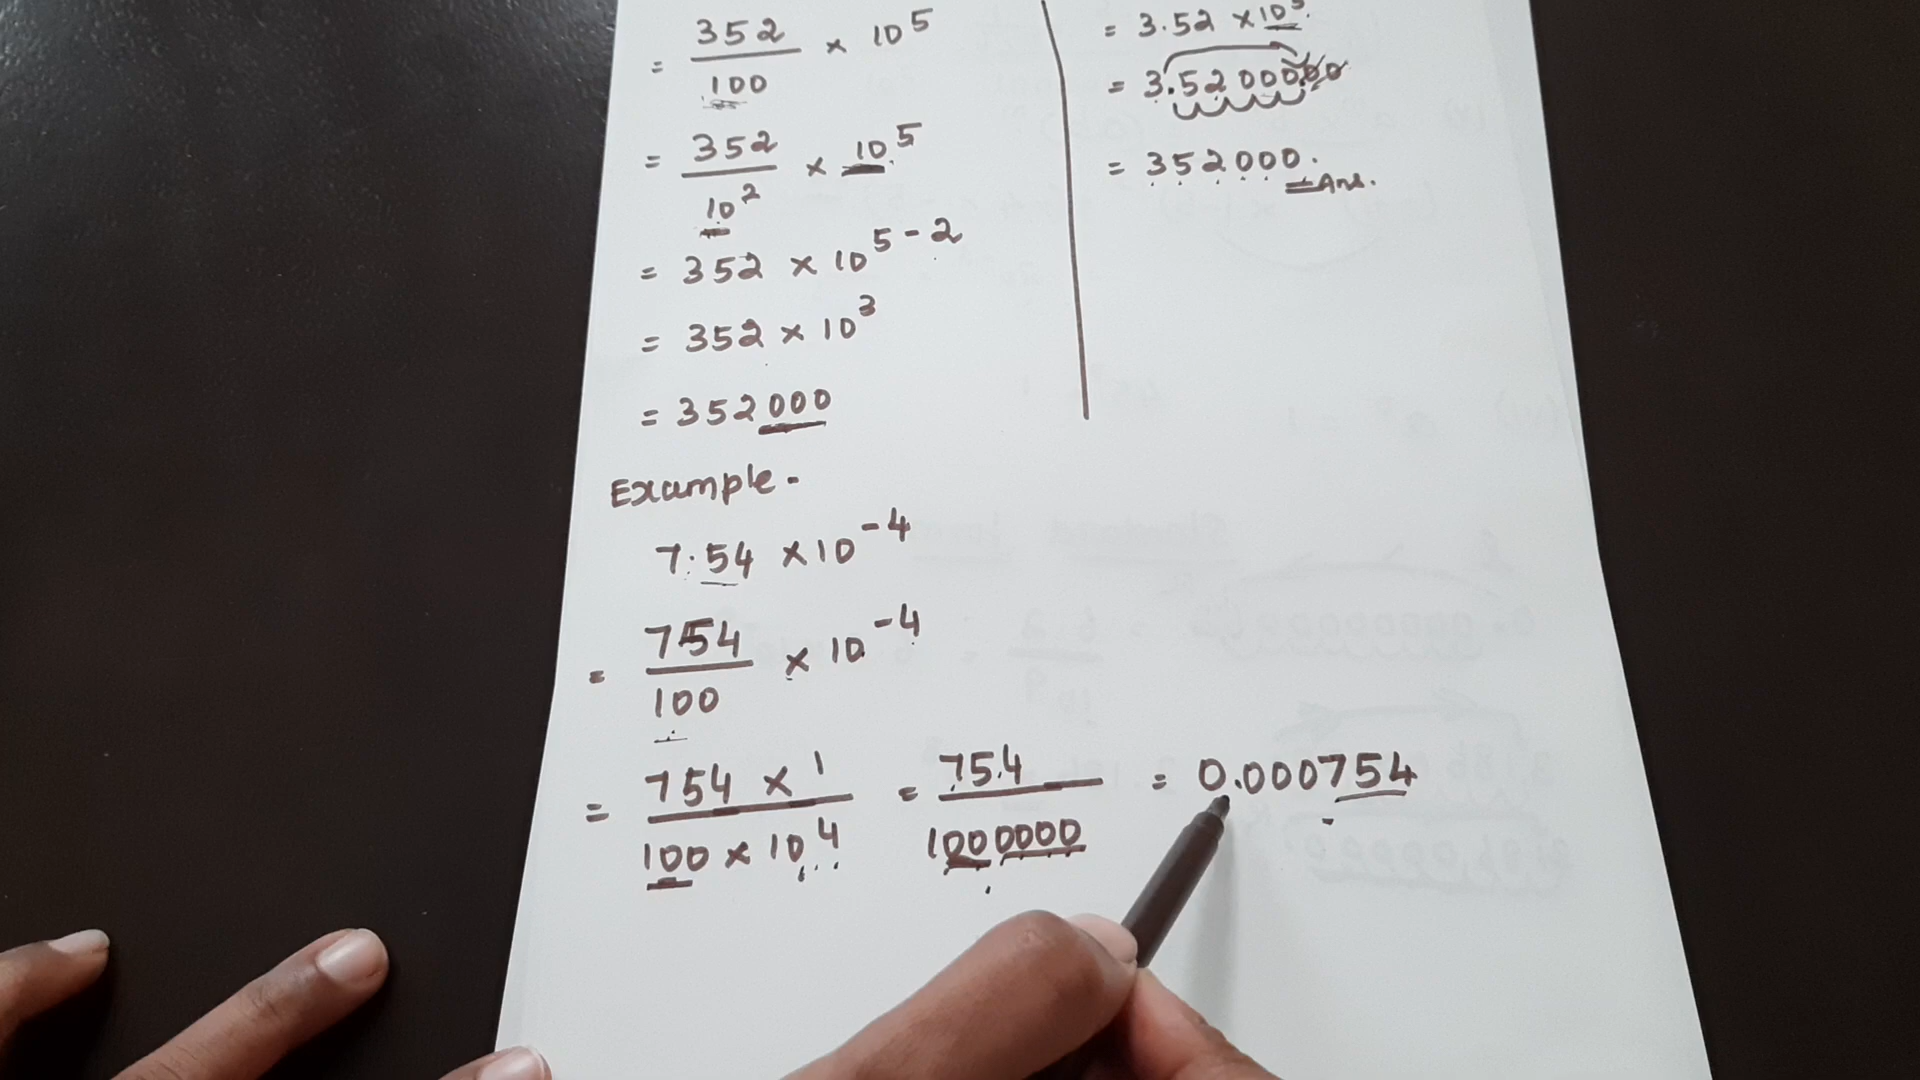 = 352/100 × 10^5
= 352/10^2 × 10^5
= 352 × 10^5-2
= 352 × 10^3
= 352000
= 3.52 × 10^5.
= 3.5200000
= 352000.
Ans.
Example -
7.54 × 10^-4
= 754/100 × 10^-4
= 754 × 1/100 × 10^4 = 754/1000000 = 0.000754